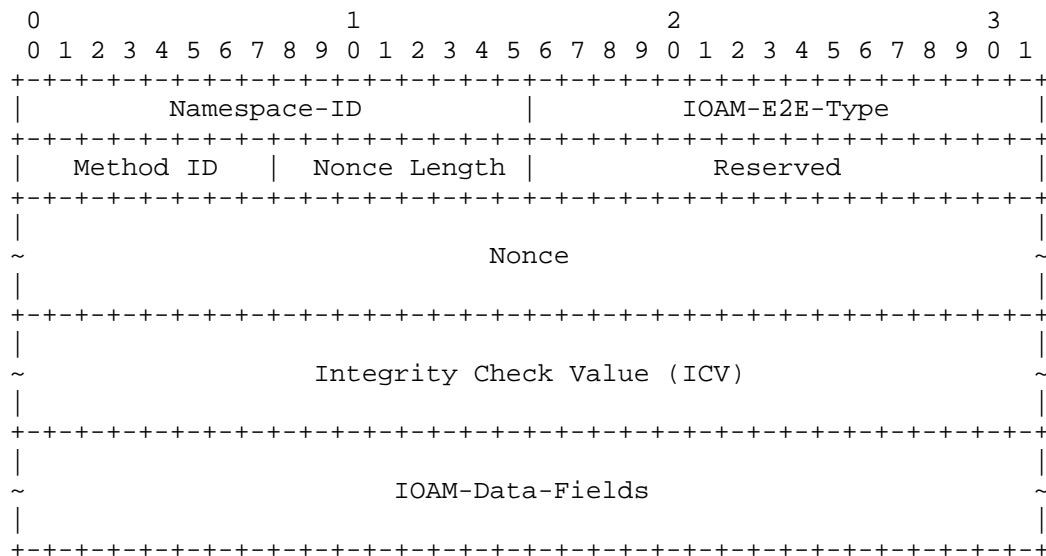 0                   1                   2                   3
 0 1 2 3 4 5 6 7 8 9 0 1 2 3 4 5 6 7 8 9 0 1 2 3 4 5 6 7 8 9 0 1
+-+-+-+-+-+-+-+-+-+-+-+-+-+-+-+-+-+-+-+-+-+-+-+-+-+-+-+-+-+-+-+-+
|         Namespace-ID          |         IOAM-E2E-Type         |
+-+-+-+-+-+-+-+-+-+-+-+-+-+-+-+-+-+-+-+-+-+-+-+-+-+-+-+-+-+-+-+-+
|   Method ID   |  Nonce Length |           Reserved            |
+-+-+-+-+-+-+-+-+-+-+-+-+-+-+-+-+-+-+-+-+-+-+-+-+-+-+-+-+-+-+-+-+
|                                                               |
~                             Nonce                             ~
|                                                               |
+-+-+-+-+-+-+-+-+-+-+-+-+-+-+-+-+-+-+-+-+-+-+-+-+-+-+-+-+-+-+-+-+
|                                                               |
~                  Integrity Check Value (ICV)                  ~
|                                                               |
+-+-+-+-+-+-+-+-+-+-+-+-+-+-+-+-+-+-+-+-+-+-+-+-+-+-+-+-+-+-+-+-+
|                                                               |
~                       IOAM-Data-Fields                        ~
|                                                               |
+-+-+-+-+-+-+-+-+-+-+-+-+-+-+-+-+-+-+-+-+-+-+-+-+-+-+-+-+-+-+-+-+